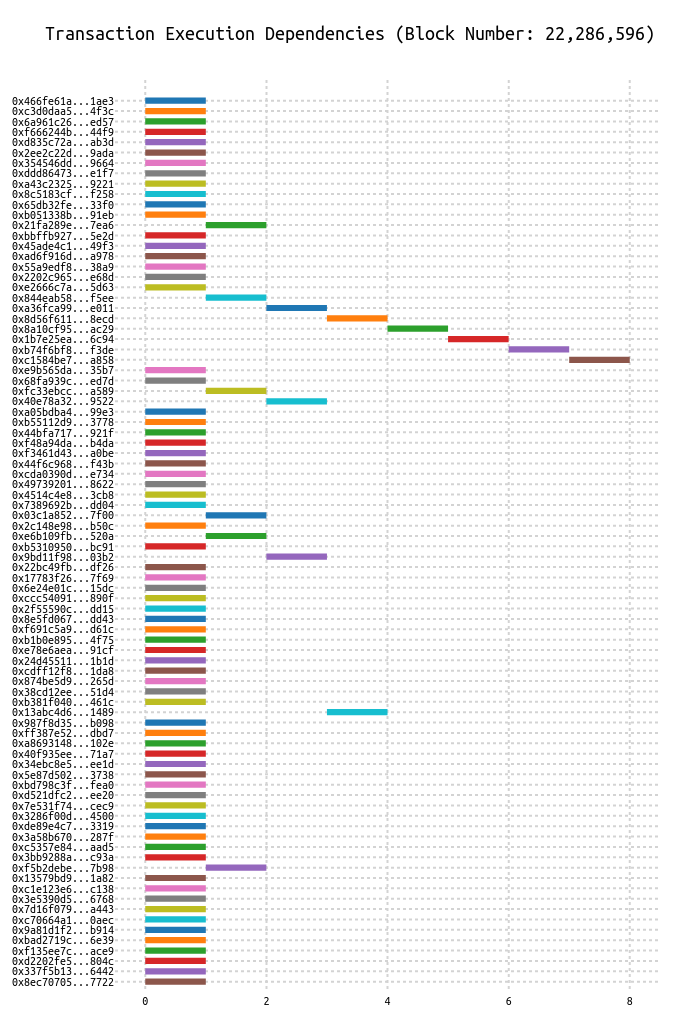 Transaction Execution Dependencies (Block Number: 22,286,596)
0x466fe61a...1ae3
0xc3d0daa5...4f3c
0x6a961c26...ed57
0xf666244b...44f9
0xd835c72a...ab3d
0x2ee2c22d...9ada
0x354546dd...9664
0xddd86473...e1f7
0xa43c2325...9221
0x8c5183cf...f258
0x65db32fe...33f0
0xb051338b...91eb
0x21fa289e...7ea6
0xbbffb927...5e2d
0x45ade4c1...49f3
0xad6f916d...a978
0x55a9edf8...38a9
0x2202c965...e68d
0xe2666c7a...5d63
0x844eab58...f5ee
0xa36fca99...e011
0x8d56f611...8ecd
0x8a10cf95...ac29
0x1b7e25ea...6c94
0xb74f6bf8...f3de
0xc1584be7...a858
0xe9b565da...35b7
0x68fa939c...ed7d
0xfc33ebcc...a589
0x40e78a32...9522
0xa05bdba4...99e3
0xb55112d9...3778
0x44bfa717...921f
0xf48a94da...b4da
0xf3461d43...a0be
0x44f6c968...f43b
0xcda0390d...e734
0x49739201...8622
0x4514c4e8...3cb8
0x7389692b...dd04
0x03c1a852...7f00
0x2c148e98...b50c
0xe6b109fb...520a
0xb5310950...bc91
0x9bd11f98...03b2
0x22bc49fb...df26
0x17783f26...7f69
0x6e24e01c...15dc
0xccc54091...890f
0x2f55590c...dd15
0x8e5fd067...dd43
0xf691c5a9...d61c
0xb1b0e895...4f75
0xe78e6aea...91cf
0x24d45511...1b1d
0xcdff12f8...1da8
0x874be5d9...265d
0x38cd12ee...51d4
0xb381f040...461c
0x13abc4d6...1489
0x987f8d35...b098
0xff387e52...dbd7
0xa8693148...102e
0x40f935ee...71a7
0x34ebc8e5...ee1d
0x5e87d502...3738
0xbd798c3f...fea0
0xd521dfc2...ee20
0x7e531f74...cec9
0x3286f00d...4500
0xde89e4c7...3319
0x3a58b670...287f
0xc5357e84...aad5
0x3bb9288a...c93a
0xf5b2debe...7b98
0x13579bd9...1a82
0xc1e123e6...c138
0x3e5390d5...6768
0x7d16f079...a443
0xc70664a1...0aec
0x9a81d1f2...b914
0xbad2719c...6e39
0xf135ee7c...ace9
0xd2202fe5...804c
0x337f5b13...6442
0x8ec70705...7722
0 2 4 6 8